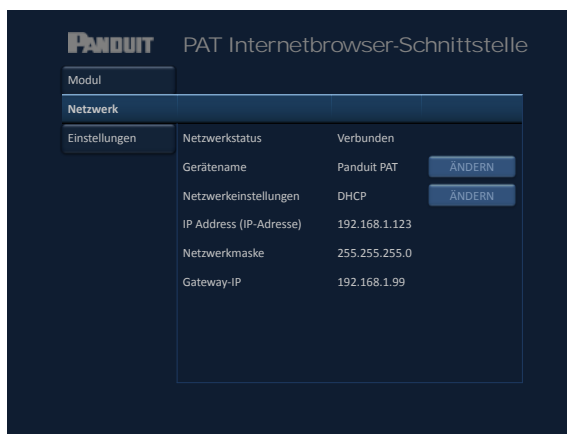 PANDUIT PAT Internetbrowser-Schnittstelle
Modul
Netzwerk
Einstellungen
Netzwerkstatus Verbunden
Gerätename Panduit PAT ÄNDERN
Netzwerkeinstellungen DHCP ÄNDERN
IP Address (IP-Adresse) 192.168.1.123
Netzwerkmaske 255.255.255.0
Gateway-IP 192.168.1.99